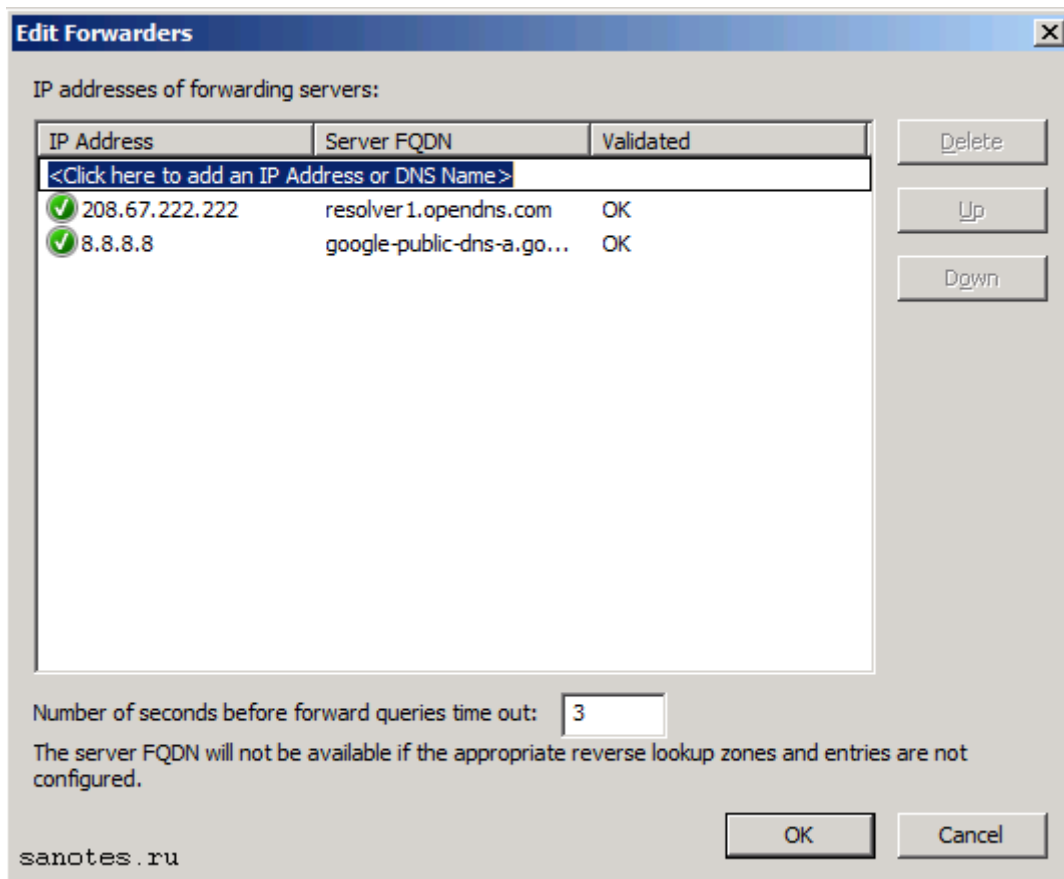 Edit Forwarders
IP addresses of forwarding servers:
IP Address Server FQDN Validated
<Click here to add an IP Address or DNS Name>
208.67.222.222 resolver1.opendns.com OK
8.8.8.8 google-public-dns-a.go... OK
Delete
Up
Down
Number of seconds before forward queries time out: 3
The server FQDN will not be available if the appropriate reverse lookup zones and entries are not
configured.
OK Cancel
sanotes.ru